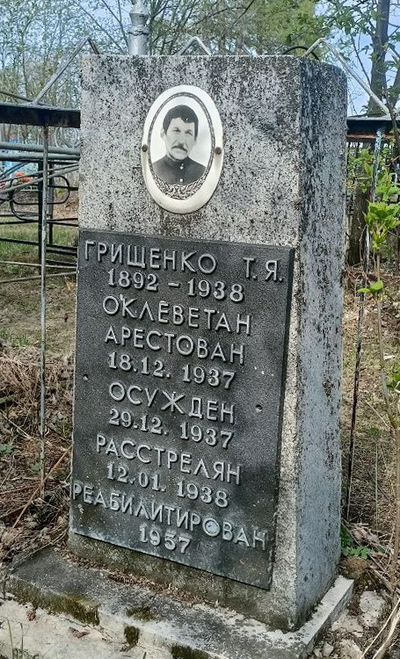 ГРИЩЕНКО Т.Я.
1892 - 1938
ОКЛЕВЕТАН
АРЕСТОВАН
18.12. 1937
ОСУЖДЕН
29.12. 1937
РАССТРЕЛЯН
12.01. 1938
РЕАБИЛИТИРОВАН
1957